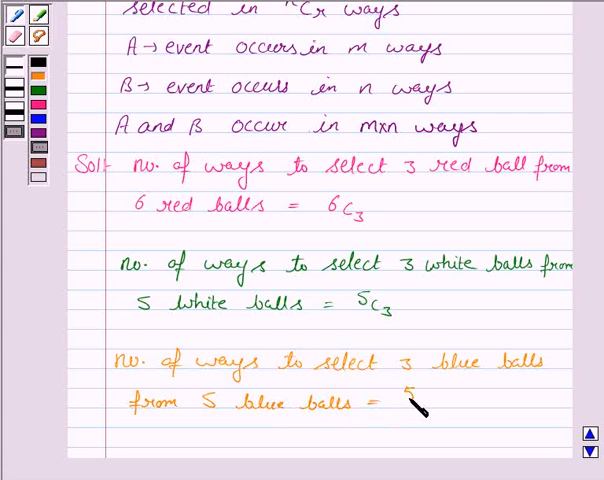 selected in nCr ways
A → event occurs in m ways
B → event occurs in n ways
A and B occur in m×n ways
Sol:- no. of ways to select 3 red ball from
6 red balls = 6C3
no. of ways to select 3 white balls from
5 white balls = 5C3
no. of ways to select 3 blue balls
from 5 blue balls = 5